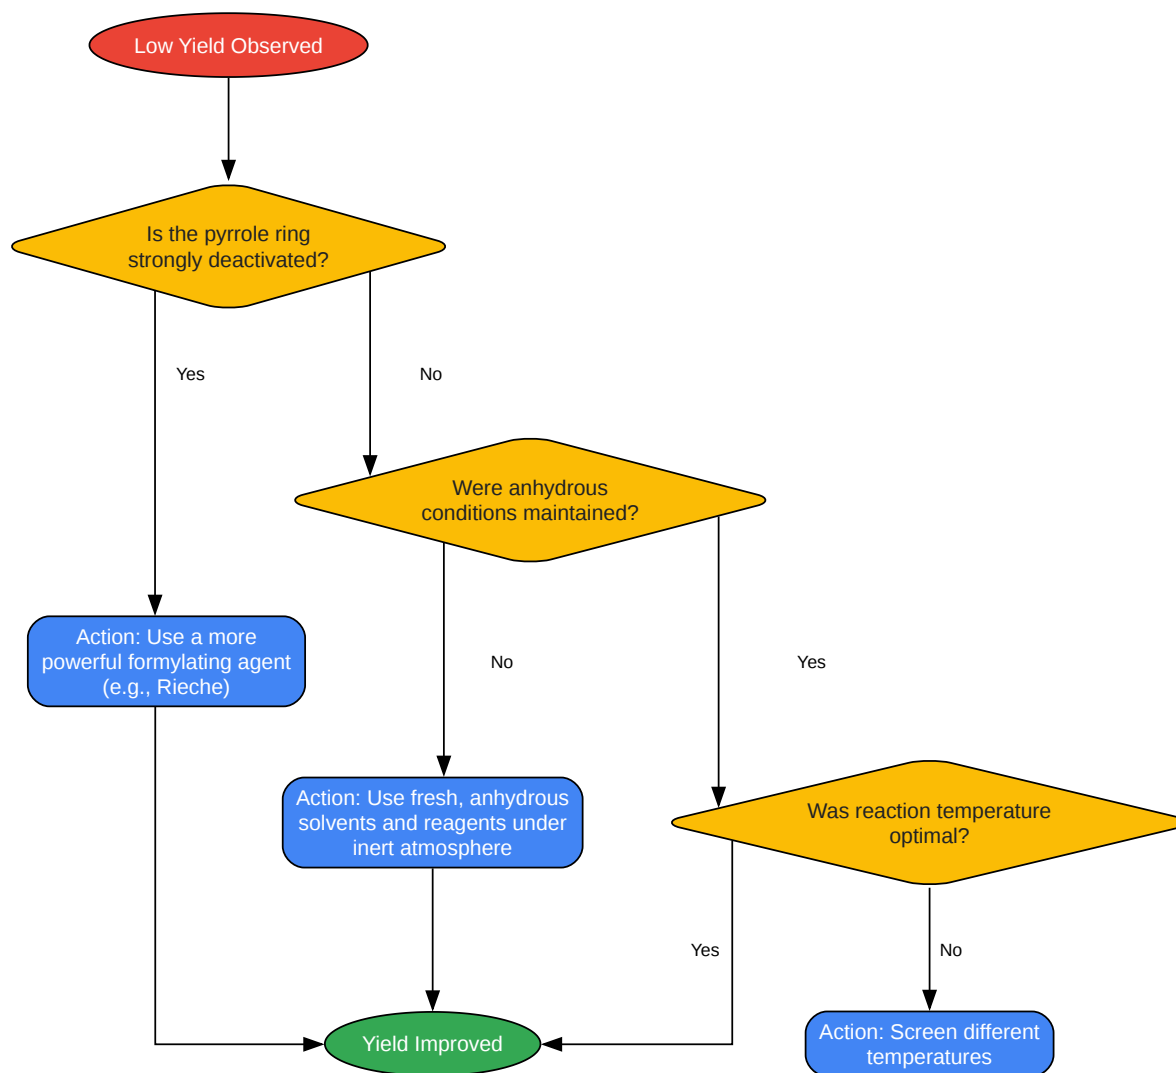 Low Yield Observed
Is the pyrrole ring
strongly deactivated?
Yes
No
Were anhydrous
conditions maintained?
Action: Use a more
powerful formylating agent
(e.g., Rieche)
No
Yes
Action: Use fresh, anhydrous
solvents and reagents under
inert atmosphere
Was reaction temperature
optimal?
Yes
No
Yield Improved
Action: Screen different
temperatures